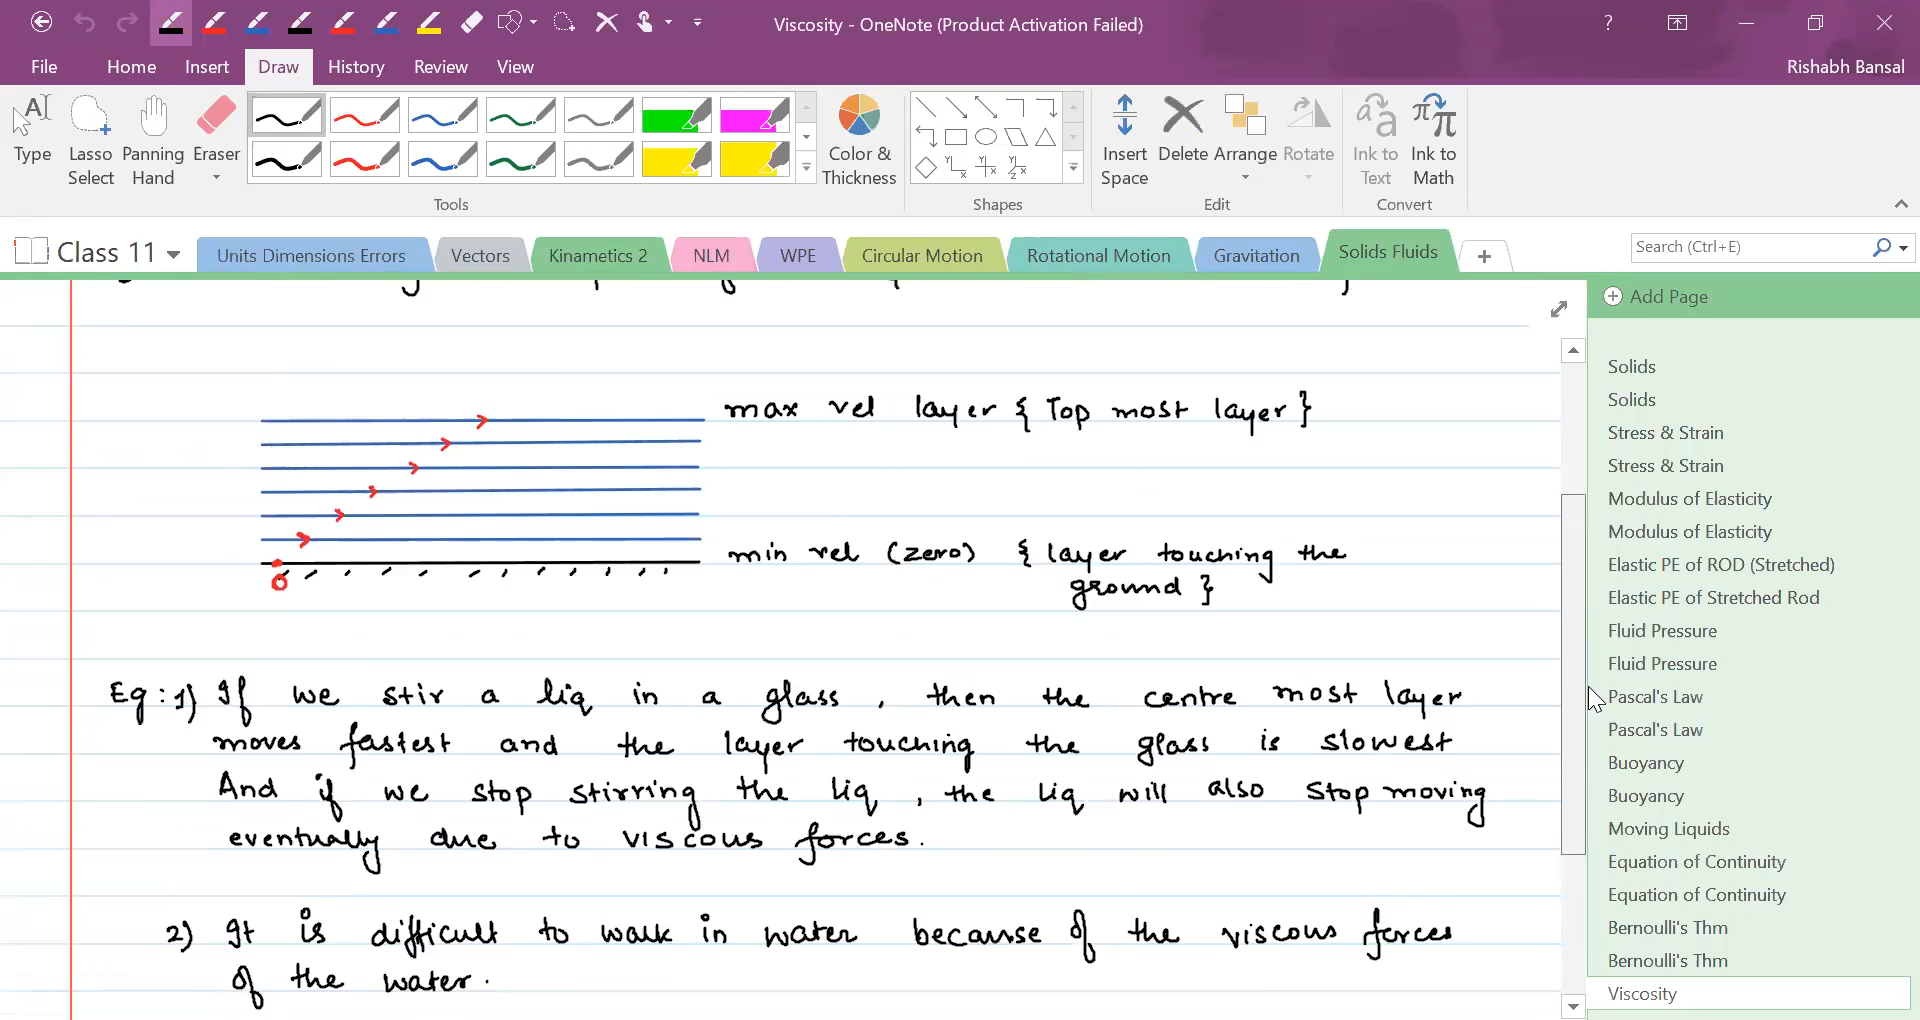 Viscosity - OneNote (Product Activation Failed)
?
File Home Insert Draw History Review View
Rishabh Bansal
Type
Lasso Select
Panning Hand
Eraser
Tools
Color & Thickness
Shapes
Insert Space
Delete
Arrange
Rotate
Edit
Ink to Text
Ink to Math
Convert
Class 11
Units Dimensions Errors
Vectors
Kinametics 2
NLM
WPE
Circular Motion
Rotational Motion
Gravitation
Solids Fluids
Search (Ctrl+E)
max vel layer { Top most layer }
min vel (zero) { layer touching the
ground }
0
Eg : 1) If we stir a liq in a glass , then the centre most layer
moves fastest and the layer touching the glass is slowest
And if we stop stirring the liq , the liq will also stop moving
eventually due to viscous forces.
2) It is difficult to walk in water because of the viscous forces
of the water.
Add Page
Solids
Solids
Stress & Strain
Stress & Strain
Modulus of Elasticity
Modulus of Elasticity
Elastic PE of ROD (Stretched)
Elastic PE of Stretched Rod
Fluid Pressure
Fluid Pressure
Pascal's Law
Pascal's Law
Buoyancy
Buoyancy
Moving Liquids
Equation of Continuity
Equation of Continuity
Bernoulli's Thm
Bernoulli's Thm
Viscosity